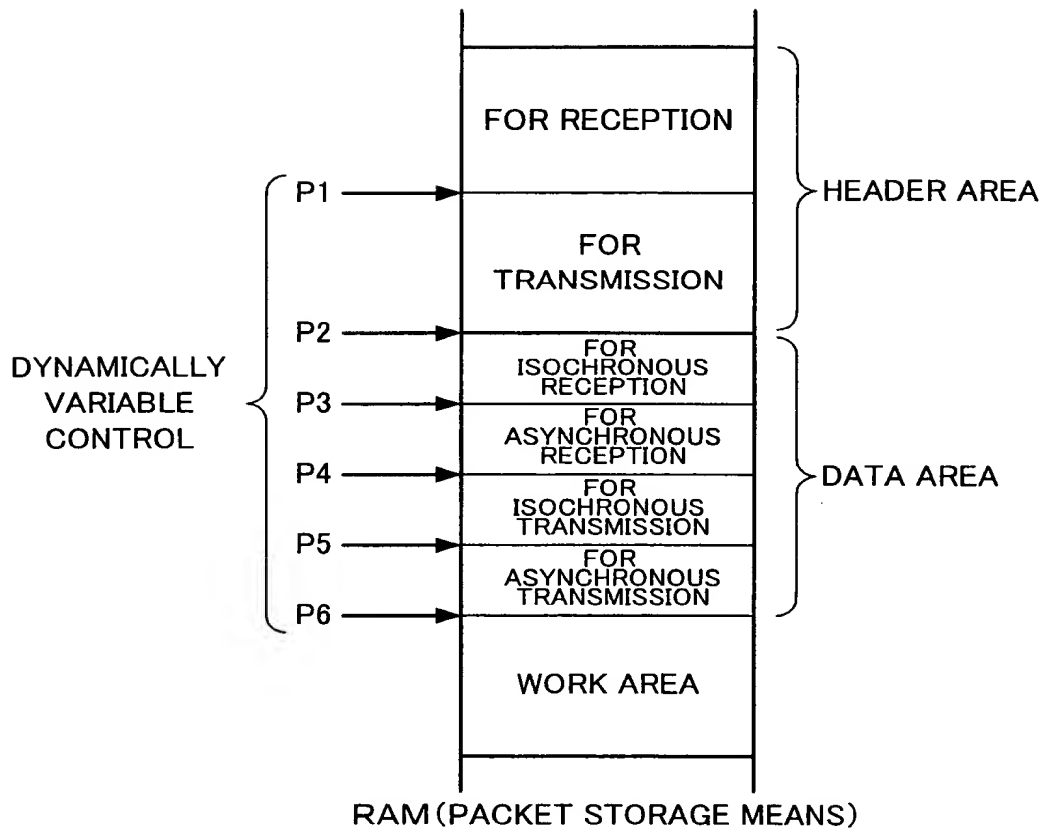 FOR RECEPTION
P1
HEADER AREA
FOR
TRANSMISSION
P2
FOR
ISOCHRONOUS
RECEPTION
DYNAMICALLY
VARIABLE
CONTROL
P3
FOR
ASYNCHRONOUS
RECEPTION
P4
DATA AREA
FOR
ISOCHRONOUS
TRANSMISSION
P5
FOR
ASYNCHRONOUS
TRANSMISSION
P6
WORK AREA
RAM(PACKET STORAGE MEANS)